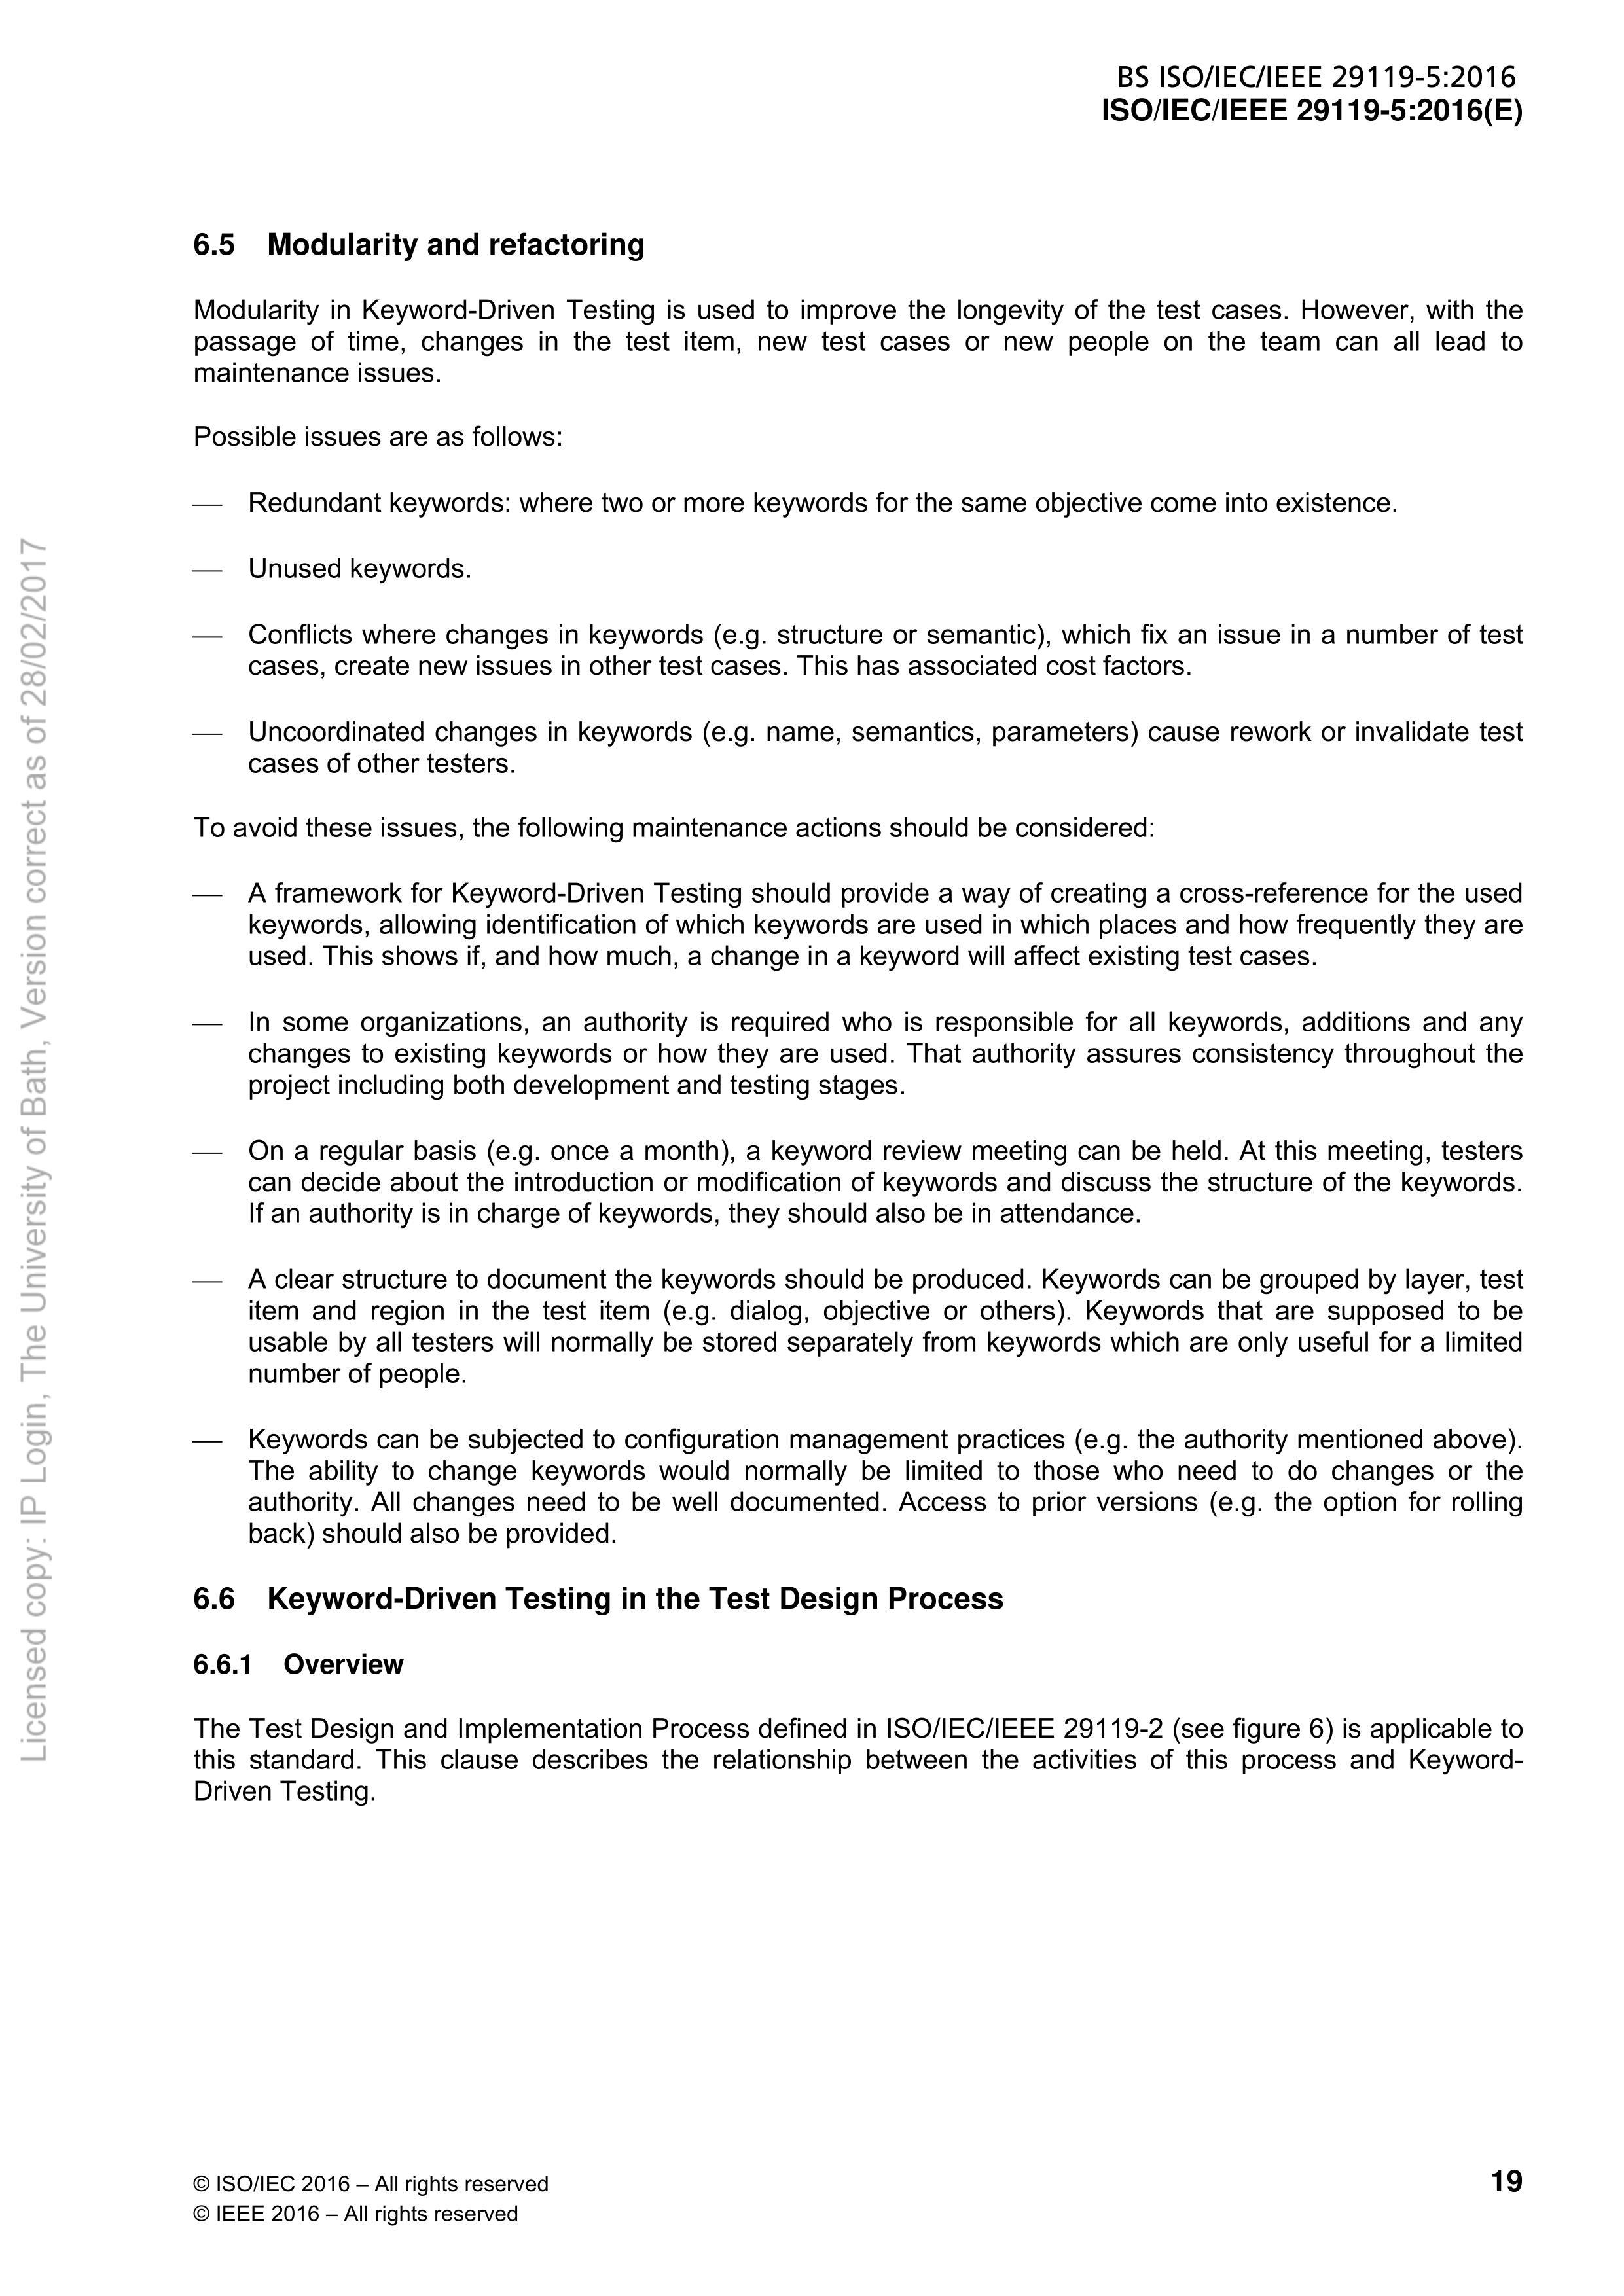 BS ISO/IEC/IEEE 29119-5:2016
ISO/IEC/IEEE 29119-5:2016(E)
6.5 Modularity and refactoring
Modularity in Keyword-Driven Testing is used to improve the longevity of the test cases. However, with the
passage of time, changes in the test item, new test cases or new people on the team can all lead to
maintenance issues.
Possible issues are as follows:
— Redundant keywords: where two or more keywords for the same objective come into existence.
— Unused keywords.
— Conflicts where changes in keywords (e.g. structure or semantic), which fix an issue in a number of test
cases, create new issues in other test cases. This has associated cost factors.
— Uncoordinated changes in keywords (e.g. name, semantics, parameters) cause rework or invalidate test
cases of other testers.
To avoid these issues, the following maintenance actions should be considered:
— A framework for Keyword-Driven Testing should provide a way of creating a cross-reference for the used
keywords, allowing identification of which keywords are used in which places and how frequently they are
used. This shows if, and how much, a change in a keyword will affect existing test cases.
— In some organizations, an authority is required who is responsible for all keywords, additions and any
changes to existing keywords or how they are used. That authority assures consistency throughout the
project including both development and testing stages.
— On a regular basis (e.g. once a month), a keyword review meeting can be held. At this meeting, testers
can decide about the introduction or modification of keywords and discuss the structure of the keywords.
If an authority is in charge of keywords, they should also be in attendance.
— A clear structure to document the keywords should be produced. Keywords can be grouped by layer, test
item and region in the test item (e.g. dialog, objective or others). Keywords that are supposed to be
usable by all testers will normally be stored separately from keywords which are only useful for a limited
number of people.
— Keywords can be subjected to configuration management practices (e.g. the authority mentioned above).
The ability to change keywords would normally be limited to those who need to do changes or the
authority. All changes need to be well documented. Access to prior versions (e.g. the option for rolling
back) should also be provided.
6.6 Keyword-Driven Testing in the Test Design Process
6.6.1 Overview
The Test Design and Implementation Process defined in ISO/IEC/IEEE 29119-2 (see figure 6) is applicable to
this standard. This clause describes the relationship between the activities of this process and Keyword-
Driven Testing.
© ISO/IEC 2016 – All rights reserved
© IEEE 2016 – All rights reserved
19
Licensed copy: IP Login, The University of Bath, Version correct as of 28/02/2017